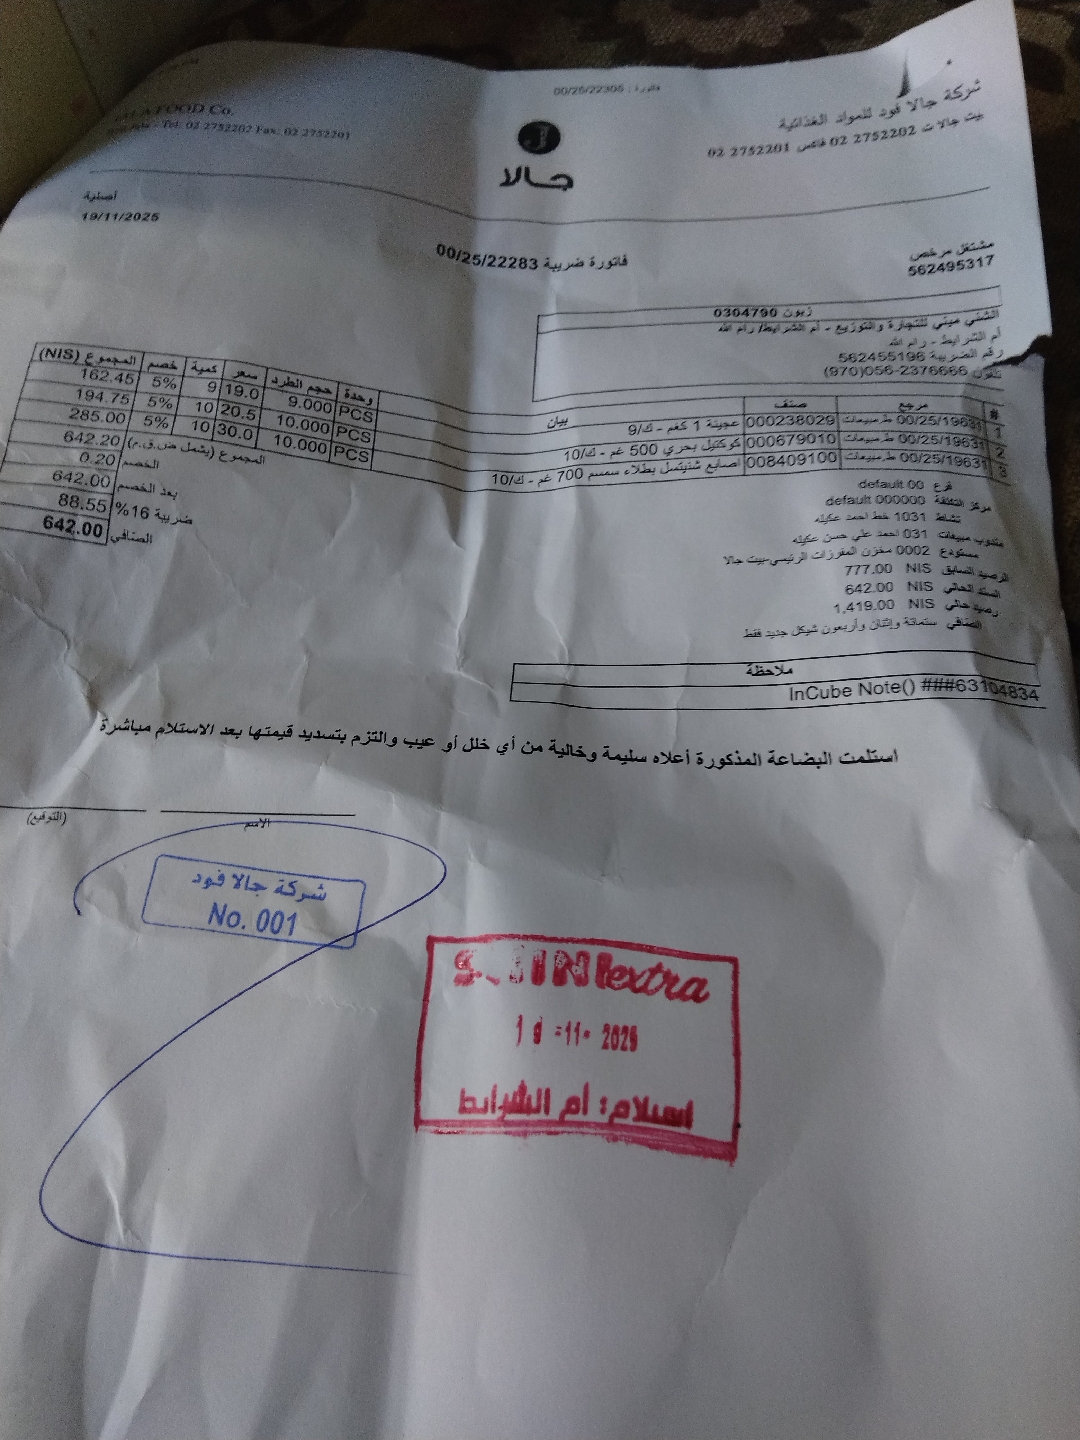 فاتورة : 00/25/22305
شركة جالا فود للمواد الغذائية
بيت جالا ت 2752202 02 فاكس 2752201 02
FOOD Co.
Tel. 02 2752202 Fax. 02 2752201
جالا
أصلية
19/11/2025
مشتغل مرخص
562495317
فاتورة ضريبية 00/25/22283
زبون 0304790
الشني ميني للتجارة والتوزيع - أم الشرايط/ رام الله
أم الشرايط - رام الله
رقم الضريبة 562455196
تلفون 056-2376666(970)
# مرجع صنف بيان وحدة حجم الطرد سعر كمية خصم المجموع (NIS)
1 00/25/19631 ط.مبيعات 000238029 عجينة 1 كغم - ك/9 PCS 9.000 19.0 9 5% 162.45
2 00/25/19631 ط.مبيعات 000679010 كوكتيل بحري 500 غم - ك/10 PCS 10.000 20.5 10 5% 194.75
3 00/25/19631 ط.مبيعات 008409100 اصابع شنيتسل بطلاء سمسم 700 غم - ك/10 PCS 10.000 30.0 10 5% 285.00
المجموع (يشمل ض.ق.م) 642.20
الخصم 0.20
بعد الخصم 642.00
ضريبة 16% 88.55
الصافي 642.00
فرع 00 default
مركز التكلفة 000000 default
نشاط 1031 خط احمد عكيله
مندوب مبيعات 031 احمد علي حسن عكيله
مستودع 0002 مخزن المفرزات الرئيسي-بيت جالا
الرصيد السابق NIS 777.00
السند الحالي NIS 642.00
رصيد حالي NIS 1,419.00
الصافي ستمائة وإثنان وأربعون شيكل جديد فقط
ملاحظة
InCube Note() ###63104834
استلمت البضاعة المذكورة أعلاه سليمة وخالية من أي خلل أو عيب والتزم بتسديد قيمتها بعد الاستلام مباشرة
الاسم
(التوقيع)
شركة جالا فود
No. 001
extra
19 -11- 2025
استلام: أم الشرايط